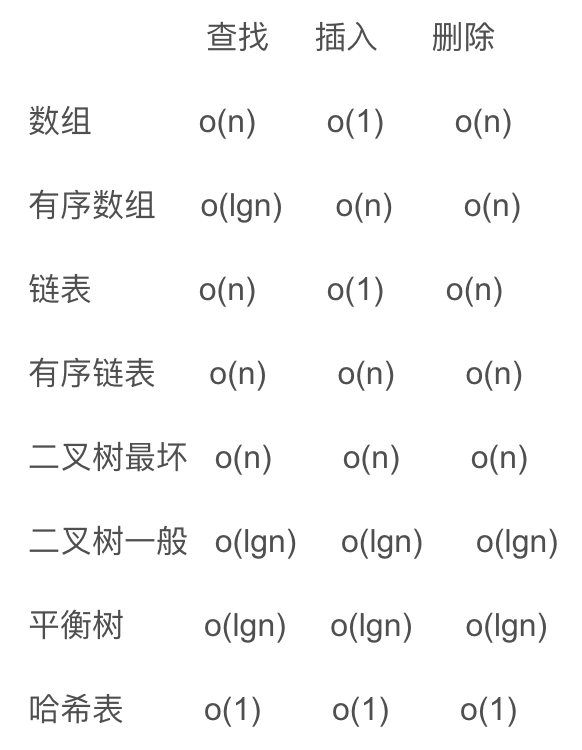 查找 插入 删除
数组 o(n) o(1) o(n)
有序数组 o(lgn) o(n) o(n)
链表 o(n) o(1) o(n)
有序链表 o(n) o(n) o(n)
二叉树最坏 o(n) o(n) o(n)
二叉树一般 o(lgn) o(lgn) o(lgn)
平衡树 o(lgn) o(lgn) o(lgn)
哈希表 o(1) o(1) o(1)